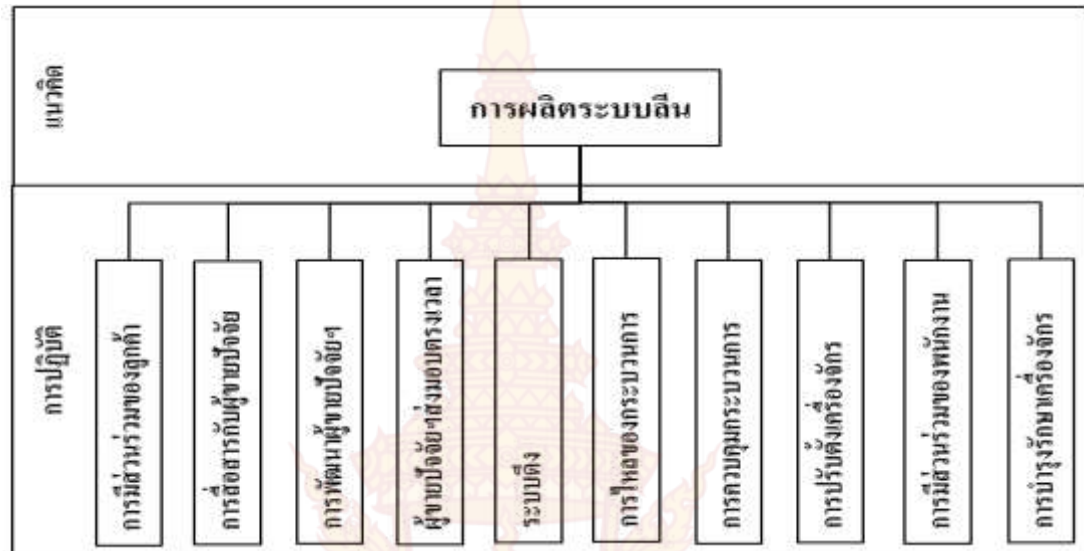 แนวคิด
การผลิตระบบลีน
การปฏิบัติ
การมีส่วนร่วมของลูกค้า
การสื่อสารกับผู้ขายปัจจัย
การพัฒนาผู้ขายปัจจัยฯ
ผู้ขายปัจจัยฯส่งมอบตรงเวลา
ระบบดึง
การไหลของกระบวนการ
การควบคุมกระบวนการ
การปรับตั้งเครื่องจักร
การมีส่วนร่วมของพนักงาน
การบำรุงรักษาเครื่องจักร